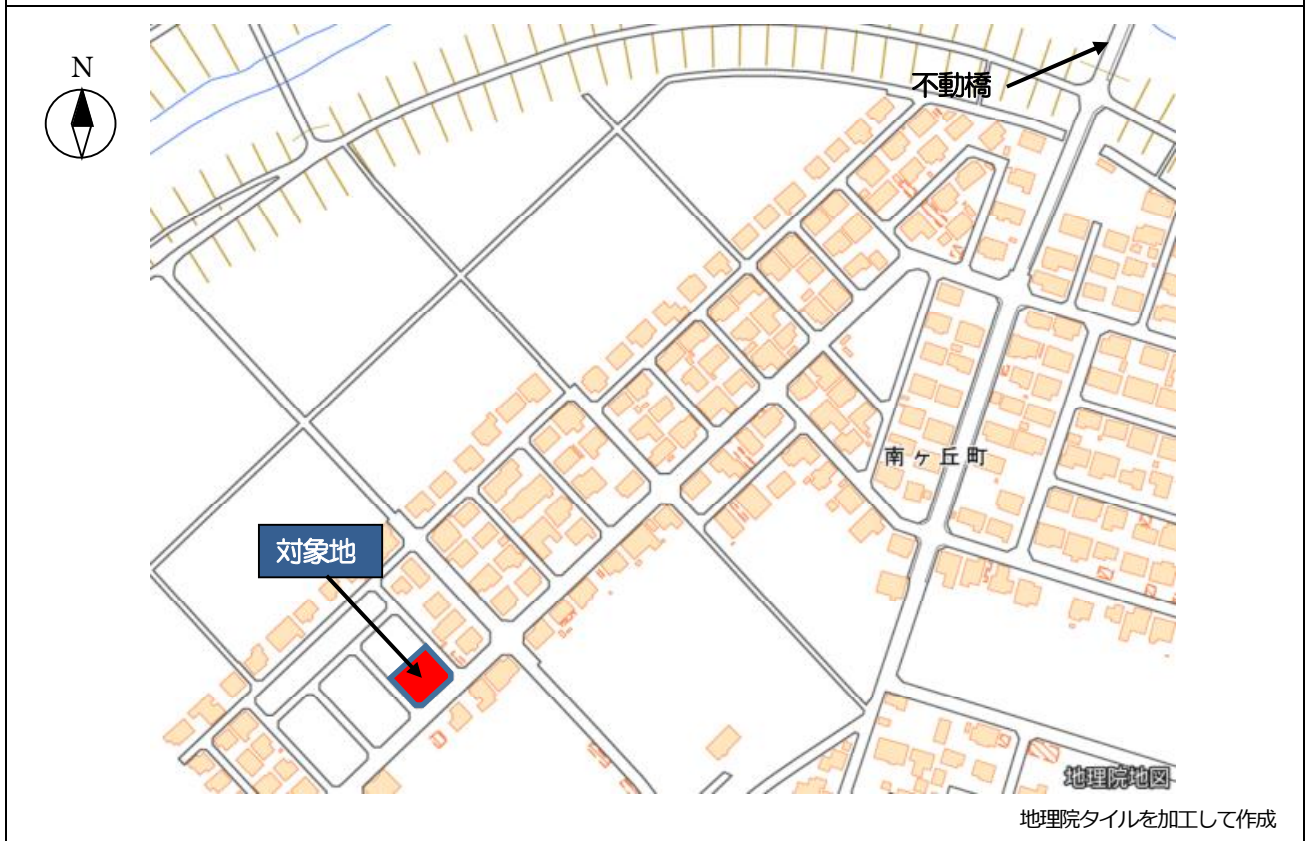 N
不動橋
南ヶ丘町
対象地
地理院地図
地理院タイルを加工して作成